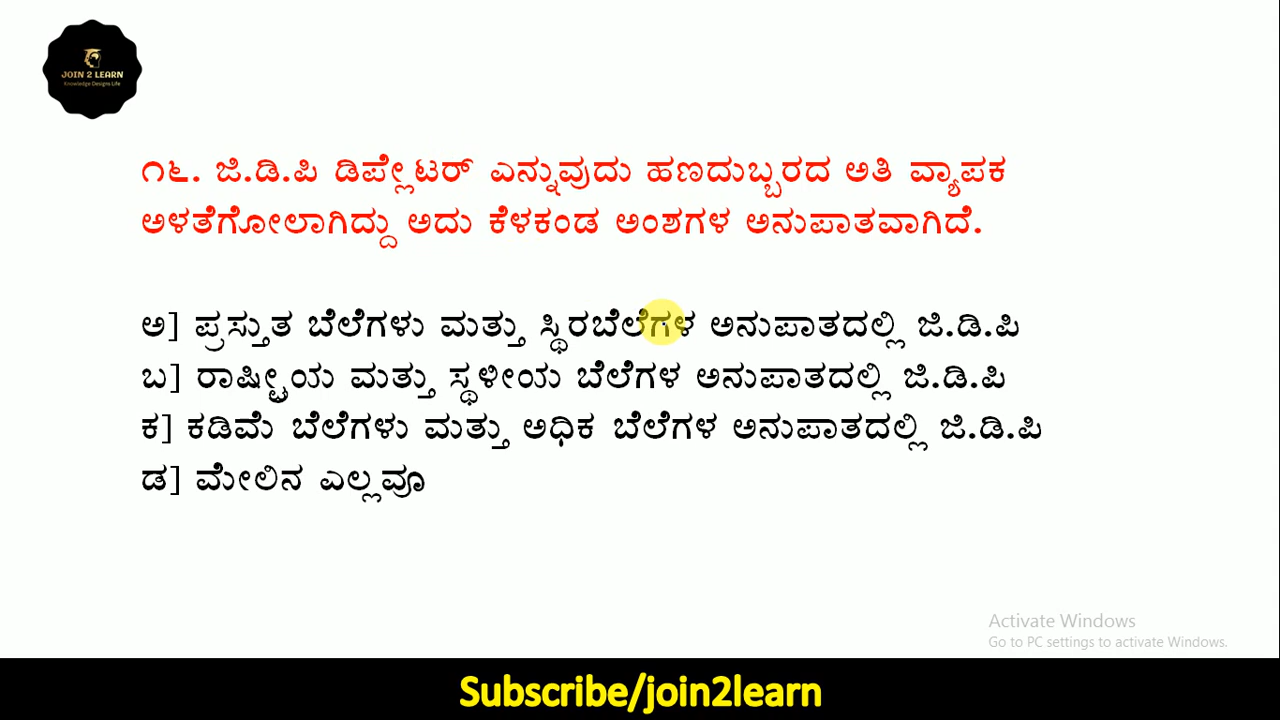 JOIN 2 LEARN
Knowledge Designs Life
೧೬. ಜಿ.ಡಿ.ಪಿ ಡಿಪ್ಲೇಟರ್ ಎನ್ನುವುದು ಹಣದುಬ್ಬರದ ಅತಿ ವ್ಯಾಪಕ
ಅಳತೆಗೋಲಾಗಿದ್ದು ಅದು ಕೆಳಕಂಡ ಅಂಶಗಳ ಅನುಪಾತವಾಗಿದೆ.
ಅ] ಪ್ರಸ್ತುತ ಬೆಲೆಗಳು ಮತ್ತು ಸ್ಥಿರಬೆಲೆಗಳ ಅನುಪಾತದಲ್ಲಿ ಜಿ.ಡಿ.ಪಿ
ಬ] ರಾಷ್ಟ್ರೀಯ ಮತ್ತು ಸ್ಥಳೀಯ ಬೆಲೆಗಳ ಅನುಪಾತದಲ್ಲಿ ಜಿ.ಡಿ.ಪಿ
ಕ] ಕಡಿಮೆ ಬೆಲೆಗಳು ಮತ್ತು ಅಧಿಕ ಬೆಲೆಗಳ ಅನುಪಾತದಲ್ಲಿ ಜಿ.ಡಿ.ಪಿ
ಡ] ಮೇಲಿನ ಎಲ್ಲವೂ
Activate Windows
Go to PC settings to activate Windows.
Subscribe/join2learn